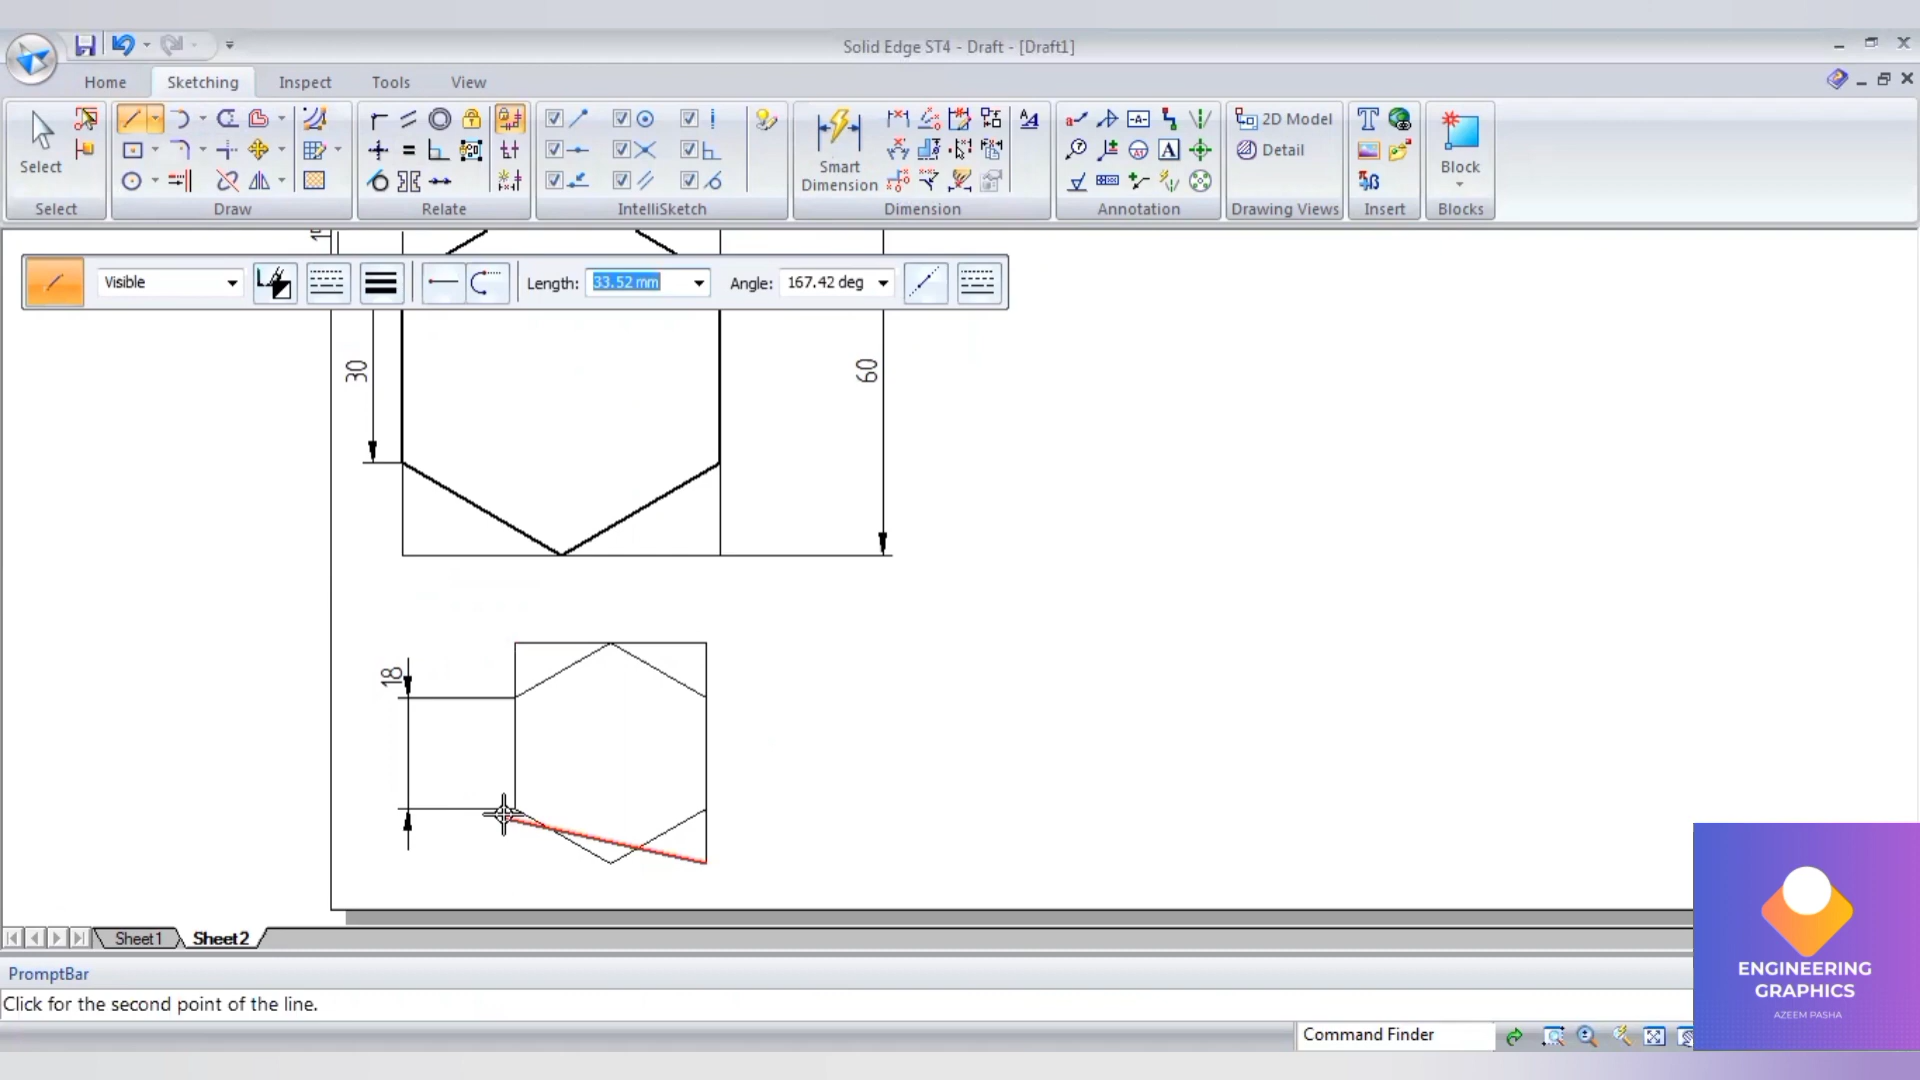 Solid Edge ST4 - Draft - [Draft1]
Home
Sketching
Inspect
Tools
View
2D Model
Detail
Select
Smart
Dimension
Block
Select
Draw
Relate
IntelliSketch
Dimension
Annotation
Drawing Views
Insert
Blocks
Visible
Length:
33.52 mm
Angle:
167.42 deg
30
60
18
Sheet1
Sheet2
PromptBar
Click for the second point of the line.
Command Finder
ENGINEERING
GRAPHICS
AZEEM PASHA